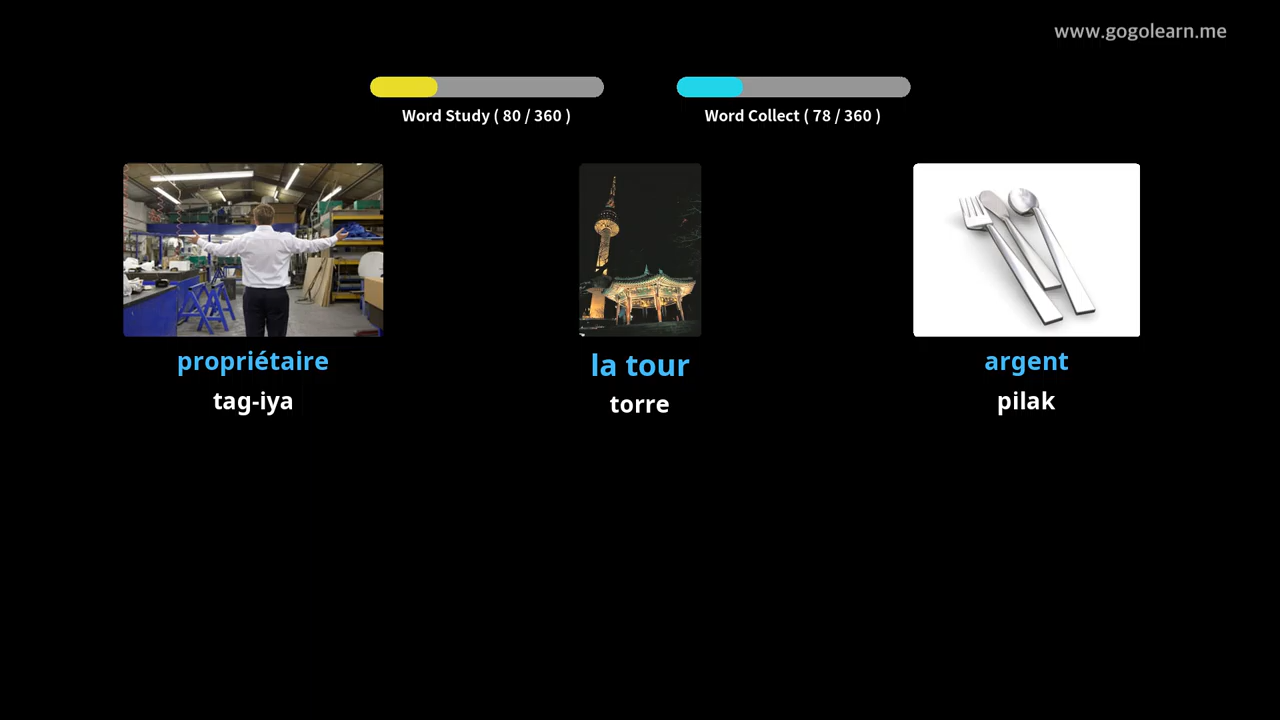 www.gogolearn.me
Word Study ( 80 / 360 )
Word Collect ( 78 / 360 )
propriétaire
tag-iya
la tour
torre
argent
pilak